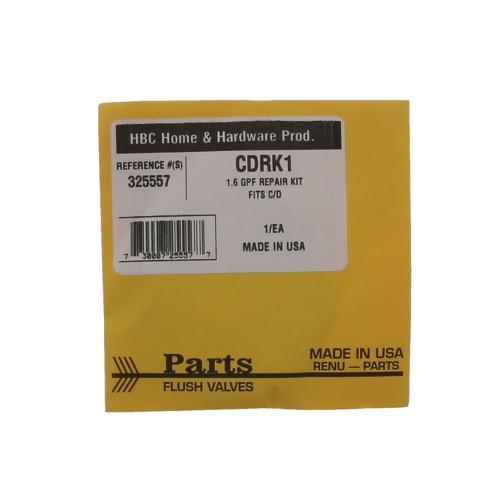 HBC Home & Hardware Prod.
REFERENCE #(S)
325557
CDRK1
1.6 GPF REPAIR KIT
FITS C/D
1/EA
MADE IN USA
7 30007 25557 7
Parts
FLUSH VALVES
MADE IN USA
RENU — PARTS